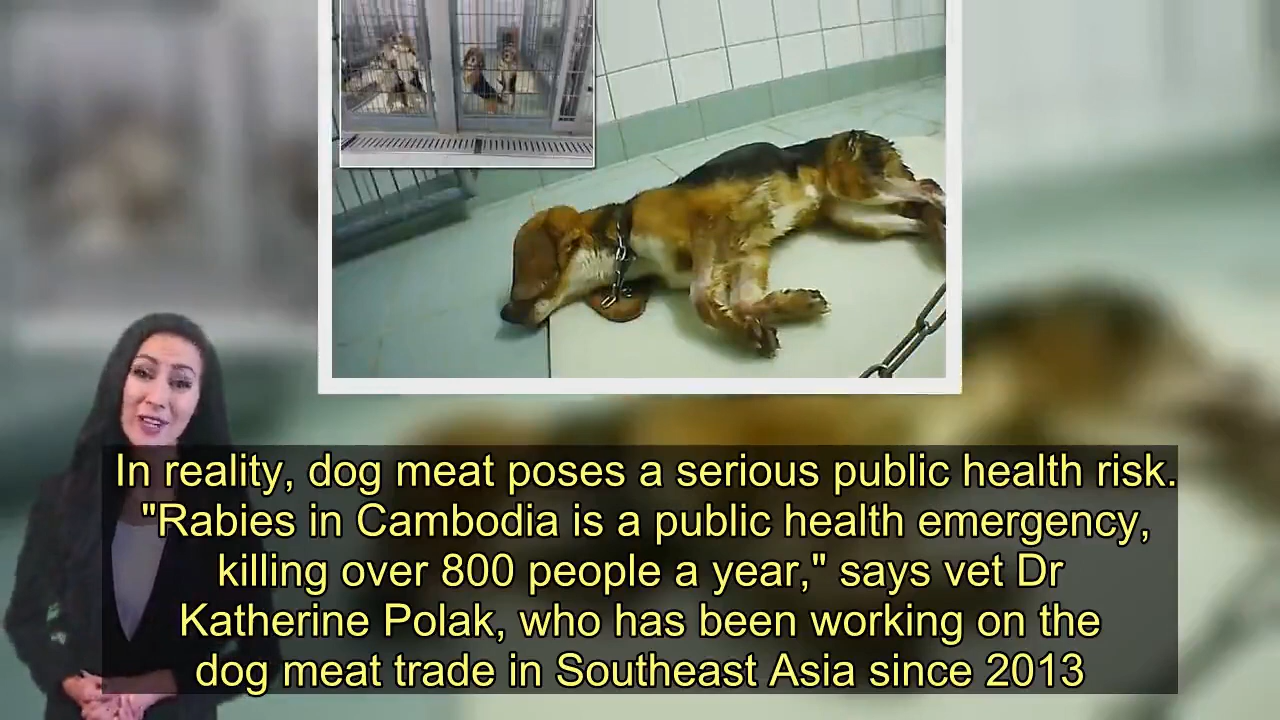 In reality, dog meat poses a serious public health risk.
"Rabies in Cambodia is a public health emergency,
killing over 800 people a year," says vet Dr
Katherine Polak, who has been working on the
dog meat trade in Southeast Asia since 2013